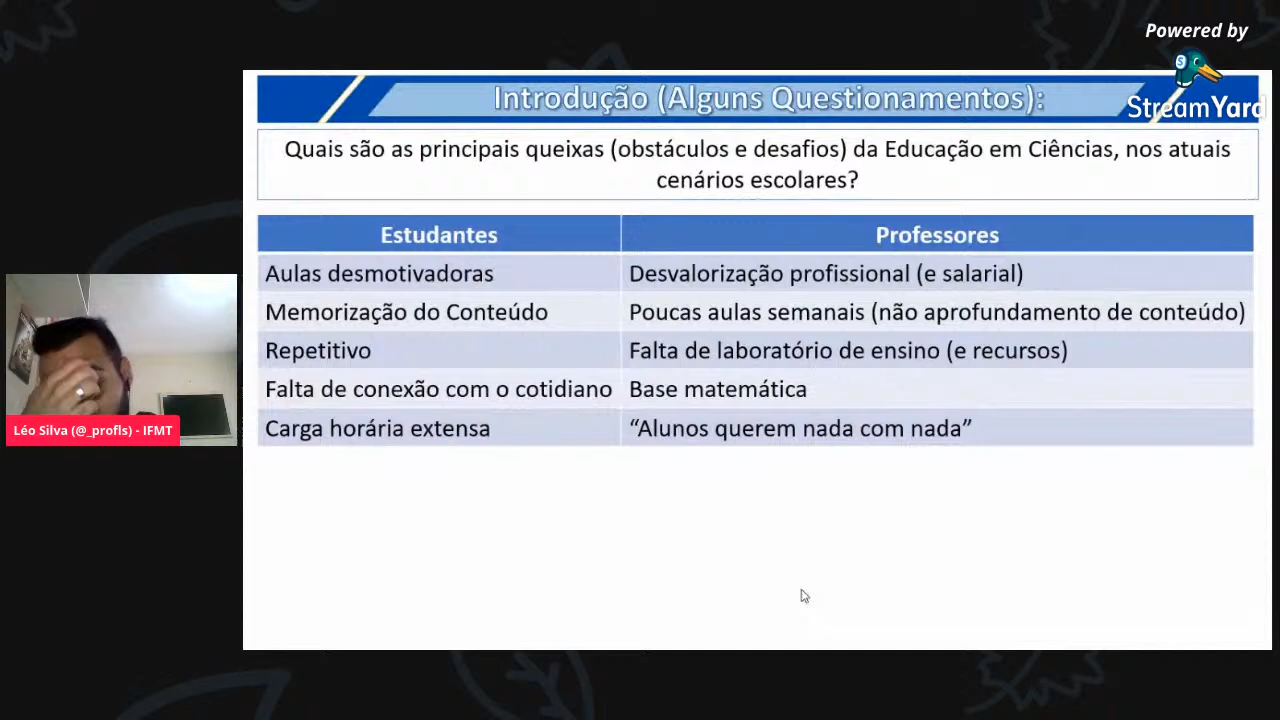 Powered by
StreamYard
Introdução (Alguns Questionamentos):
Quais são as principais queixas (obstáculos e desafios) da Educação em Ciências, nos atuais
cenários escolares?
Estudantes
Professores
Aulas desmotivadoras
Desvalorização profissional (e salarial)
Memorização do Conteúdo
Poucas aulas semanais (não aprofundamento de conteúdo)
Repetitivo
Falta de laboratório de ensino (e recursos)
Falta de conexão com o cotidiano
Base matemática
Carga horária extensa
“Alunos querem nada com nada”
Léo Silva (@_profls) - IFMT